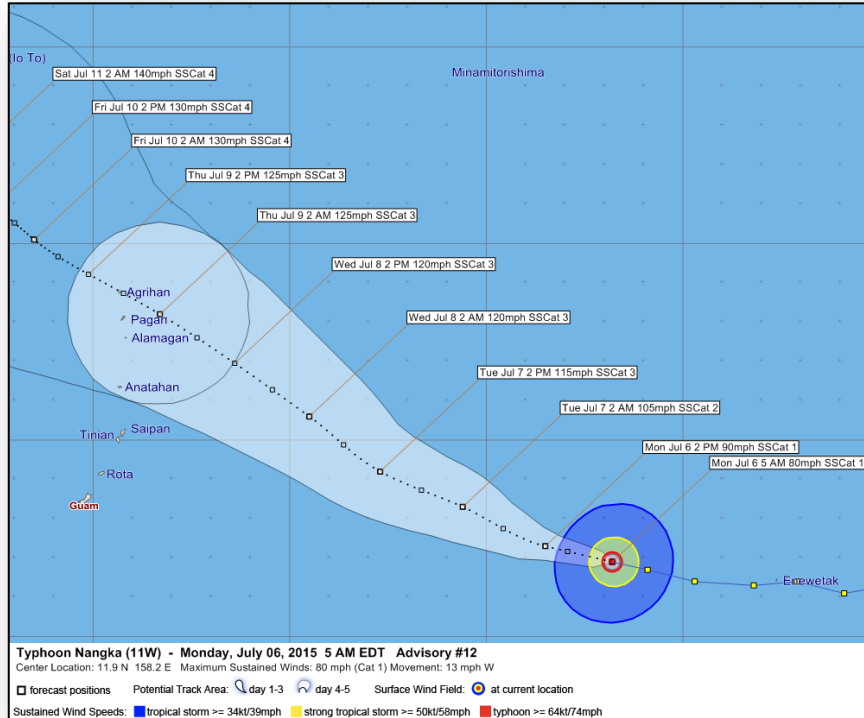 (Io To)
Minamitorishima
Sat Jul 11 2 AM 140mph SSCat 4
Fri Jul 10 2 PM 130mph SSCat 4
Fri Jul 10 2 AM 130mph SSCat 4
Thu Jul 9 2 PM 125mph SSCat 3
Thu Jul 9 2 AM 125mph SSCat 3
Wed Jul 8 2 PM 120mph SSCat 3
Agrihan
Pagan
Wed Jul 8 2 AM 120mph SSCat 3
Alamagan
Tue Jul 7 2 PM 115mph SSCat 3
Anatahan
Tue Jul 7 2 AM 105mph SSCat 2
Saipan
Tinian
Mon Jul 6 2 PM 90mph SSCat 1
Mon Jul 6 5 AM 80mph SSCat 1
Rota
Guam
Enewetak
Typhoon Nangka (11W) - Monday, July 06, 2015 5 AM EDT Advisory #12
Center Location: 11.9 N 158.2 E Maximum Sustained Winds: 80 mph (Cat 1) Movement: 13 mph W
forecast positions Potential Track Area: day 1-3 day 4-5 Surface Wind Field: at current location
Sustained Wind Speeds: tropical storm >= 34kt/39mph strong tropical storm >= 50kt/58mph typhoon >= 64kt/74mph